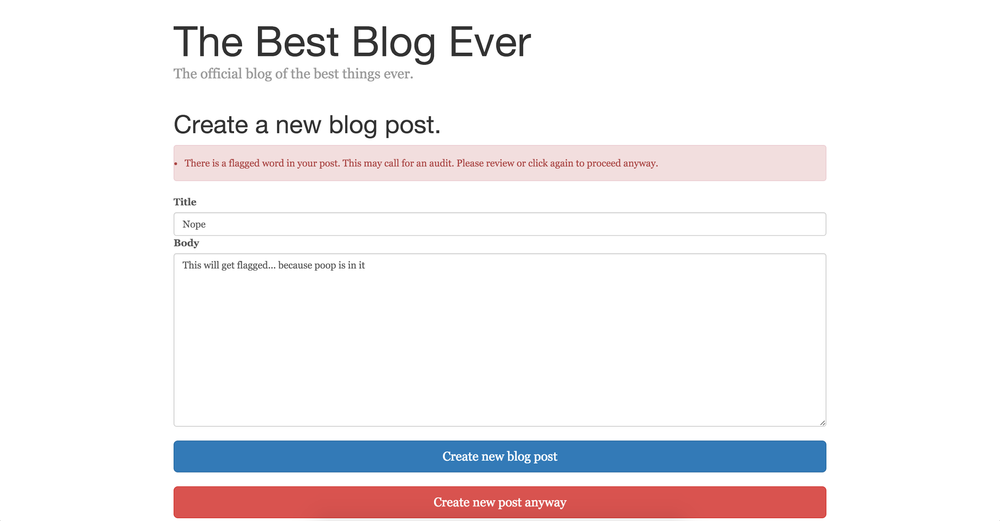 The Best Blog Ever
The official blog of the best things ever.
Create a new blog post.
• There is a flagged word in your post. This may call for an audit. Please review or click again to proceed anyway.
Title
Nope
Body
This will get flagged... because poop is in it
Create new blog post
Create new post anyway